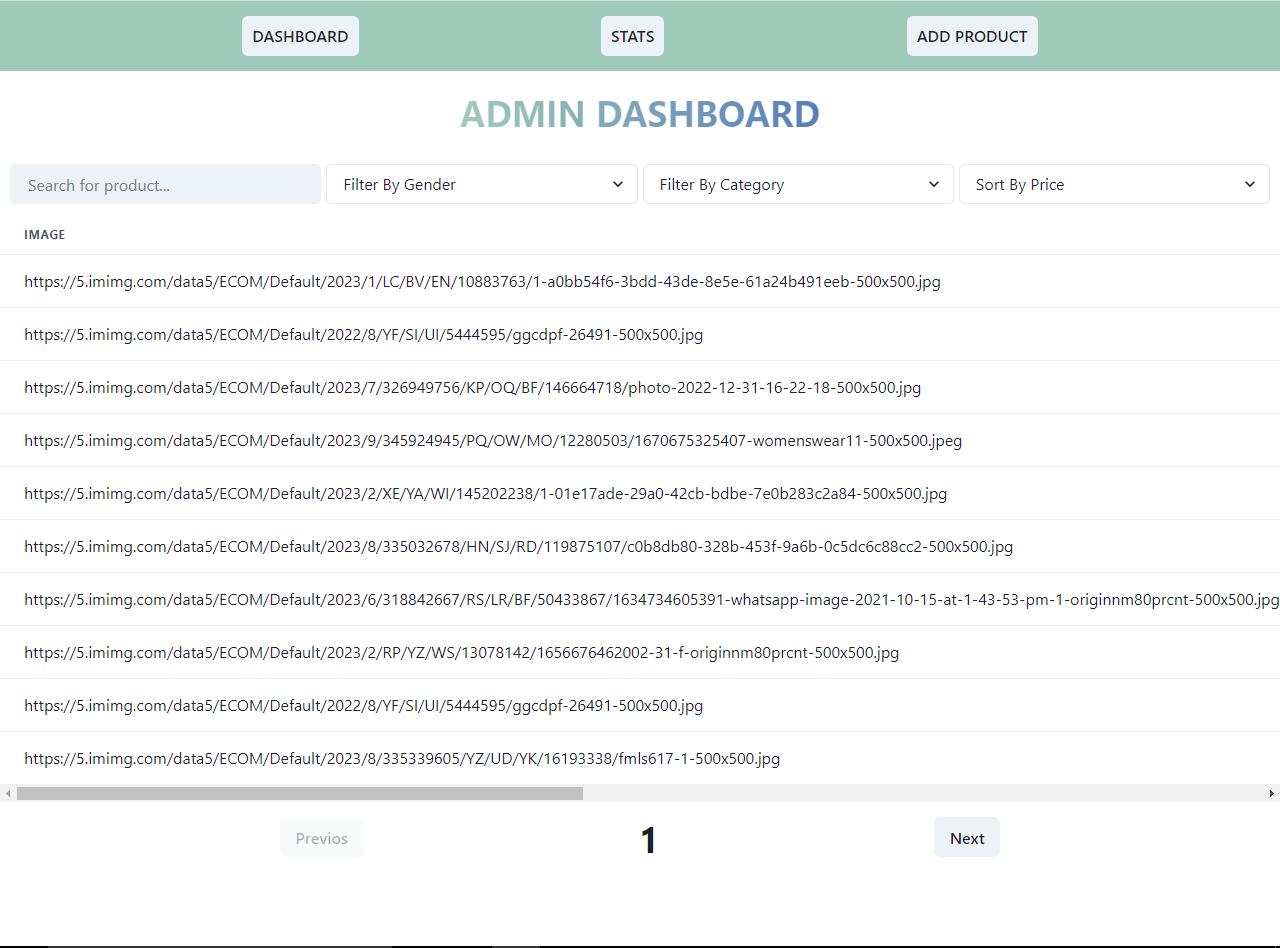 DASHBOARD STATS ADD PRODUCT
ADMIN DASHBOARD
Search for product... Filter By Gender Filter By Category Sort By Price
IMAGE
https://5.imimg.com/data5/ECOM/Default/2023/1/LC/BV/EN/10883763/1-a0bb54f6-3bdd-43de-8e5e-61a24b491eeb-500x500.jpg
https://5.imimg.com/data5/ECOM/Default/2022/8/YF/SI/UI/5444595/ggcdpf-26491-500x500.jpg
https://5.imimg.com/data5/ECOM/Default/2023/7/326949756/KP/OQ/BF/146664718/photo-2022-12-31-16-22-18-500x500.jpg
https://5.imimg.com/data5/ECOM/Default/2023/9/345924945/PQ/OW/MO/12280503/1670675325407-womenswear11-500x500.jpeg
https://5.imimg.com/data5/ECOM/Default/2023/2/XE/YA/WI/145202238/1-01e17ade-29a0-42cb-bdbe-7e0b283c2a84-500x500.jpg
https://5.imimg.com/data5/ECOM/Default/2023/8/335032678/HN/SJ/RD/119875107/c0b8db80-328b-453f-9a6b-0c5dc6c88cc2-500x500.jpg
https://5.imimg.com/data5/ECOM/Default/2023/6/318842667/RS/LR/BF/50433867/1634734605391-whatsapp-image-2021-10-15-at-1-43-53-pm-1-originnm80prcnt-500x500.jpg
https://5.imimg.com/data5/ECOM/Default/2023/2/RP/YZ/WS/13078142/1656676462002-31-f-originnm80prcnt-500x500.jpg
https://5.imimg.com/data5/ECOM/Default/2022/8/YF/SI/UI/5444595/ggcdpf-26491-500x500.jpg
https://5.imimg.com/data5/ECOM/Default/2023/8/335339605/YZ/UD/YK/16193338/fmls617-1-500x500.jpg
Previos 1 Next